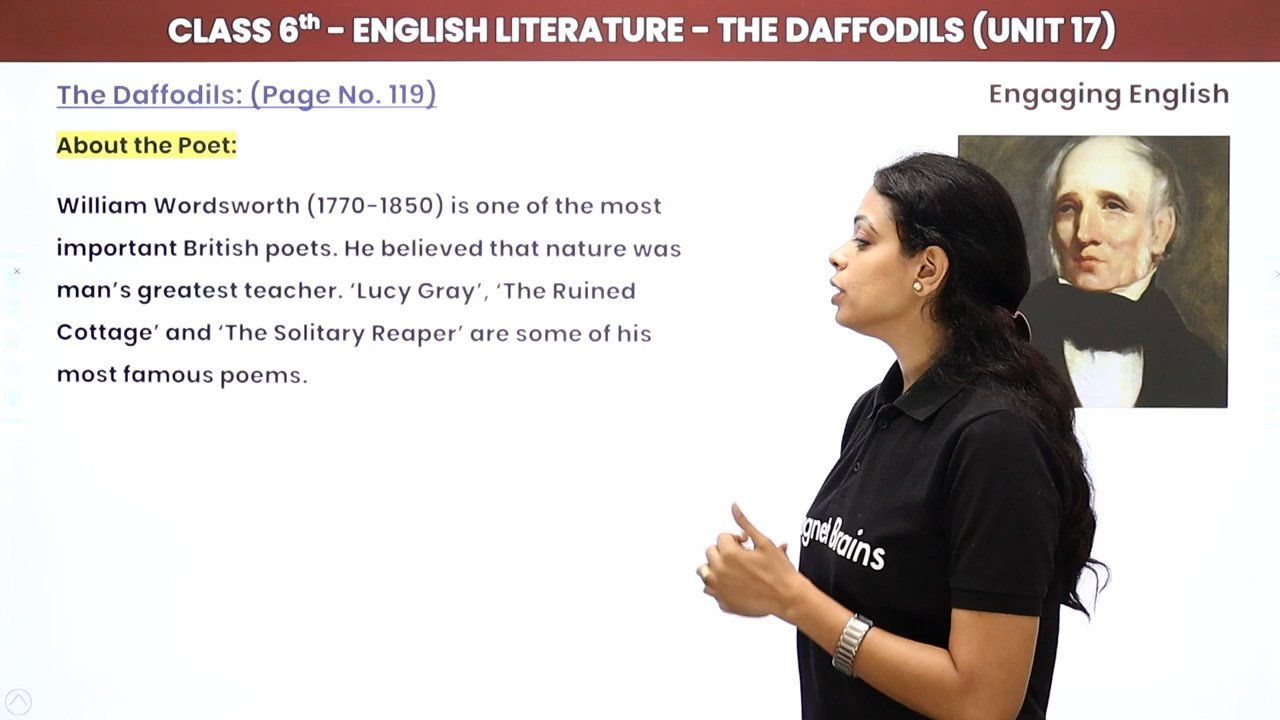 CLASS 6th - ENGLISH LITERATURE - THE DAFFODILS (UNIT 17)
The Daffodils: (Page No. 119)
Engaging English
About the Poet:
William Wordsworth (1770-1850) is one of the most
important British poets. He believed that nature was
man's greatest teacher. 'Lucy Gray', 'The Ruined
Cottage' and 'The Solitary Reaper' are some of his
most famous poems.
Brains